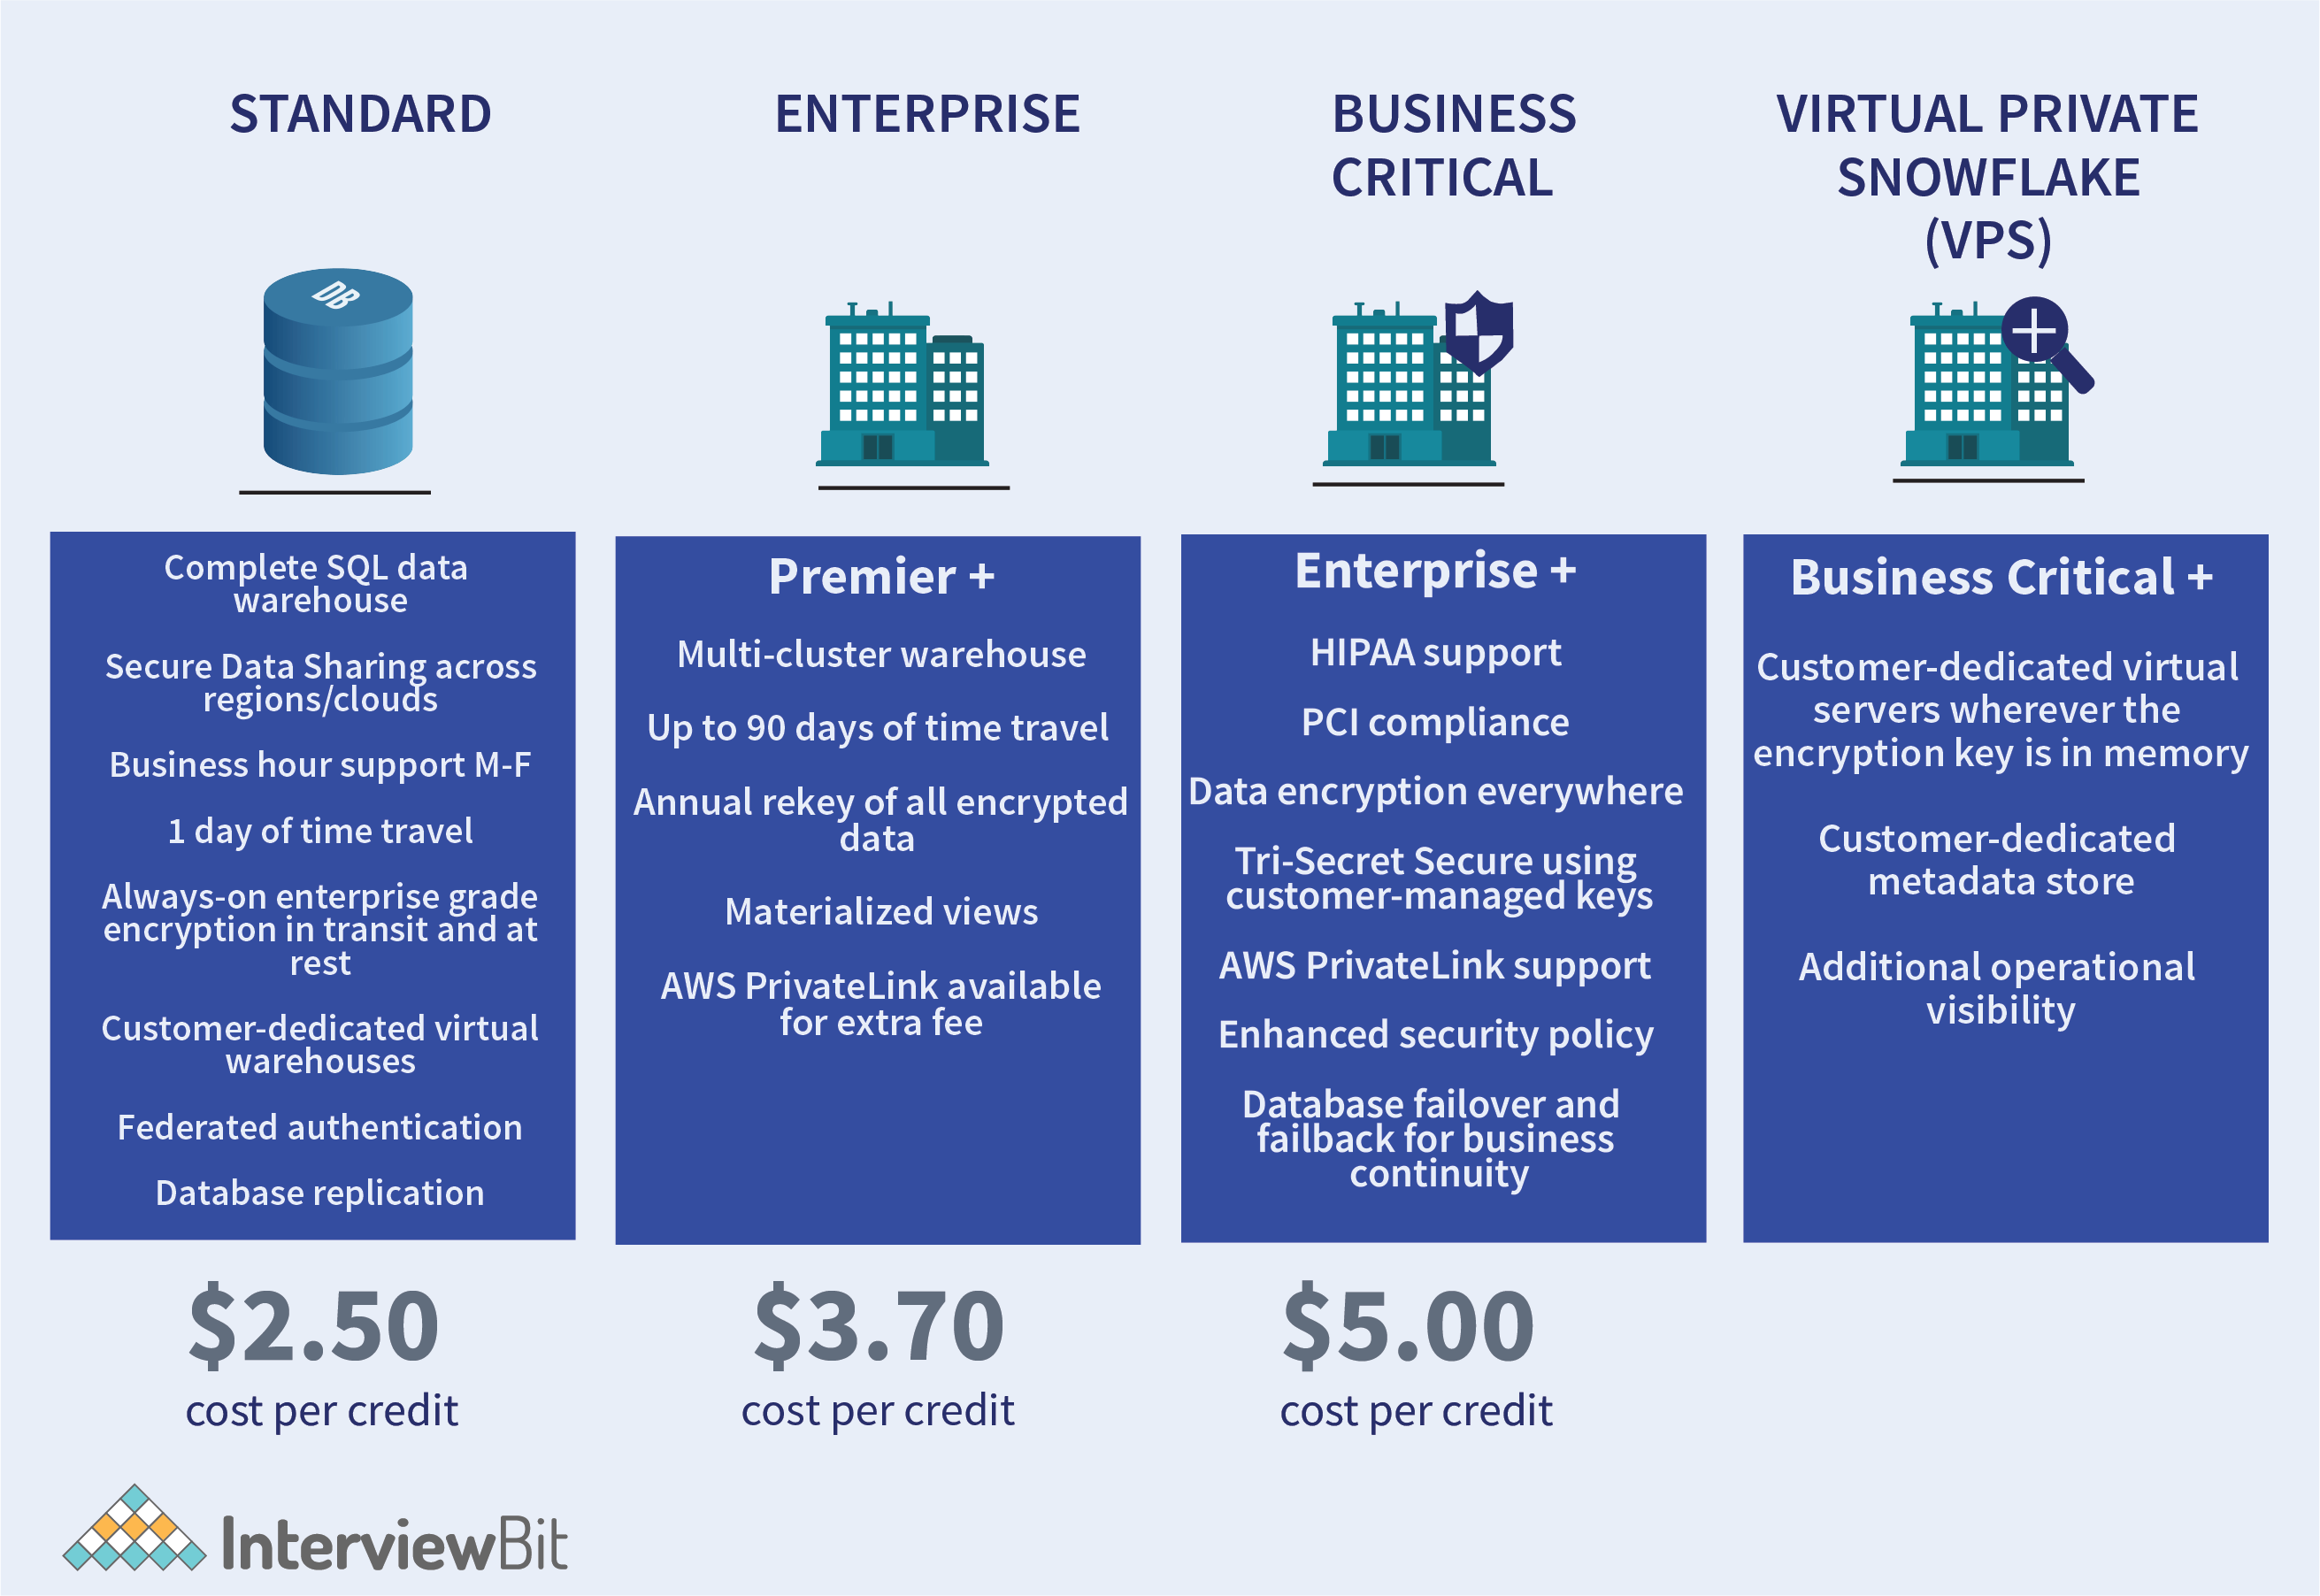 STANDARD
DB
Complete SQL data
warehouse
Secure Data Sharing across
regions/clouds
Business hour support M-F
1 day of time travel
Always-on enterprise grade
encryption in transit and at
rest
Customer-dedicated virtual
warehouses
Federated authentication
Database replication
$2.50
cost per credit
ENTERPRISE
Premier +
Multi-cluster warehouse
Up to 90 days of time travel
Annual rekey of all encrypted
data
Materialized views
AWS PrivateLink available
for extra fee
$3.70
cost per credit
BUSINESS
CRITICAL
Enterprise +
HIPAA support
PCI compliance
Data encryption everywhere
Tri-Secret Secure using
customer-managed keys
AWS PrivateLink support
Enhanced security policy
Database failover and
failback for business
continuity
$5.00
cost per credit
VIRTUAL PRIVATE
SNOWFLAKE
(VPS)
Business Critical +
Customer-dedicated virtual
servers wherever the
encryption key is in memory
Customer-dedicated
metadata store
Additional operational
visibility
InterviewBit